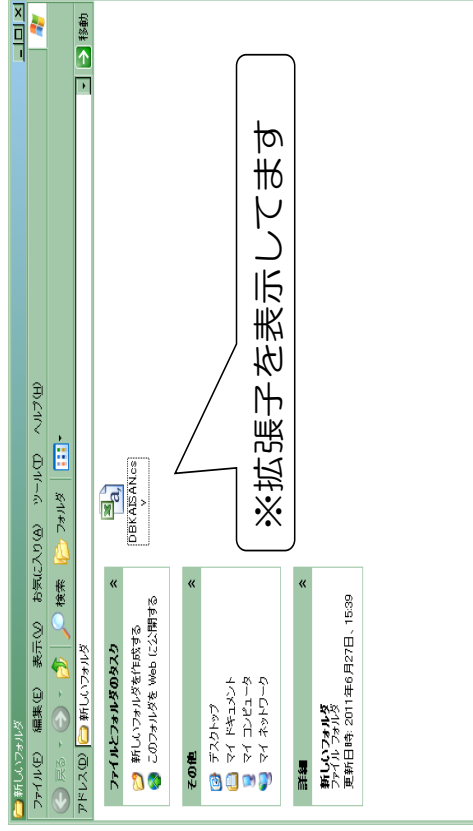 新しいフォルダ
ファイル(F) 編集(E) 表示(V) お気に入り(A) ツール(T) ヘルプ(H)
戻る 検索 フォルダ
アドレス(D) 新しいフォルダ 移動
ファイルとフォルダのタスク
新しいフォルダを作成する
このフォルダを Web に公開する
その他
デスクトップ
マイ ドキュメント
マイ コンピュータ
マイ ネットワーク
詳細
新しいフォルダ
ファイル フォルダ
更新日時: 2011年6月27日、15:39
DBKAISAN.cs
v
※拡張子を表示してます